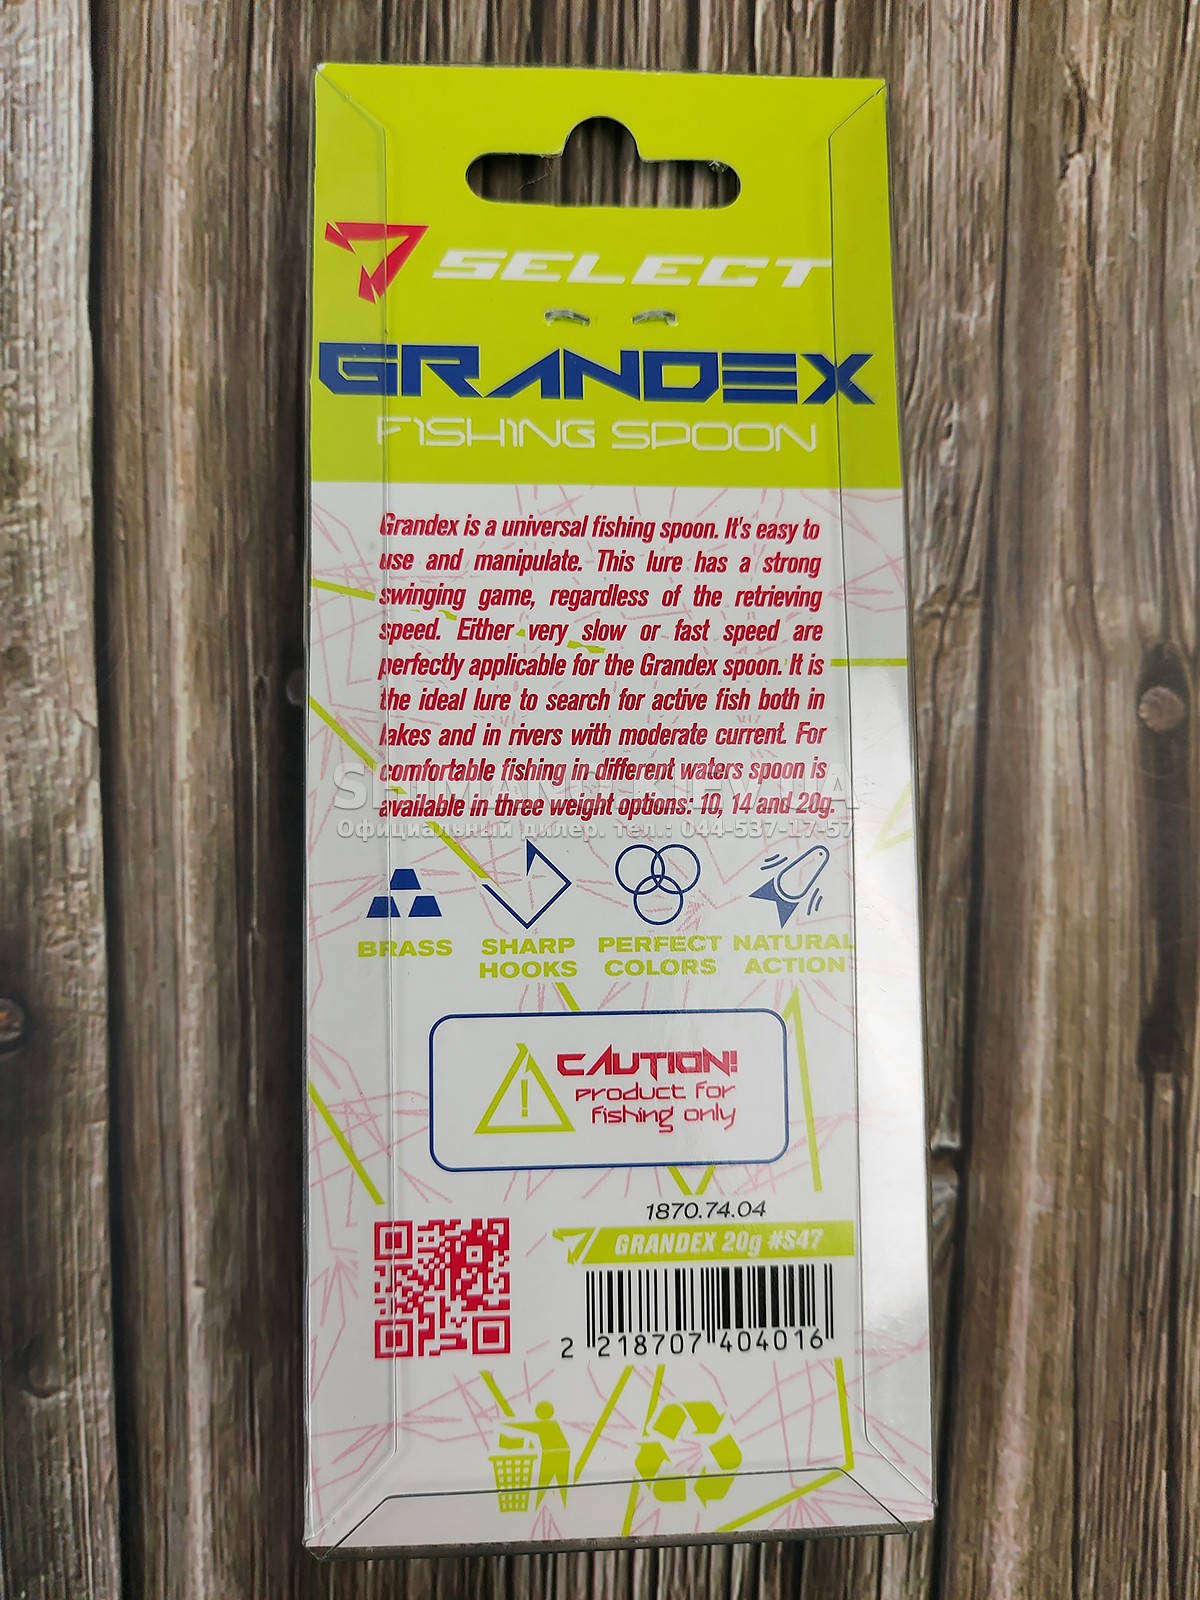 SELECT
GRANDEX
FISHING SPOON
Grandex is a universal fishing spoon. It's easy to
use and manipulate. This lure has a strong
swinging game, regardless of the retrieving
speed. Either very slow or fast speed are
perfectly applicable for the Grandex spoon. It is
the ideal lure to search for active fish both in
lakes and in rivers with moderate current. For
comfortable fishing in different waters spoon is
available in three weight options: 10, 14 and 20g.
Официальный дилер. тел.: 044-537-17-57
BRASS
SHARP
HOOKS
PERFECT
COLORS
NATURAL
ACTION
CAUTION!
product for
fishing only
1870.74.04
GRANDEX 20g #S47
2 218707 404016